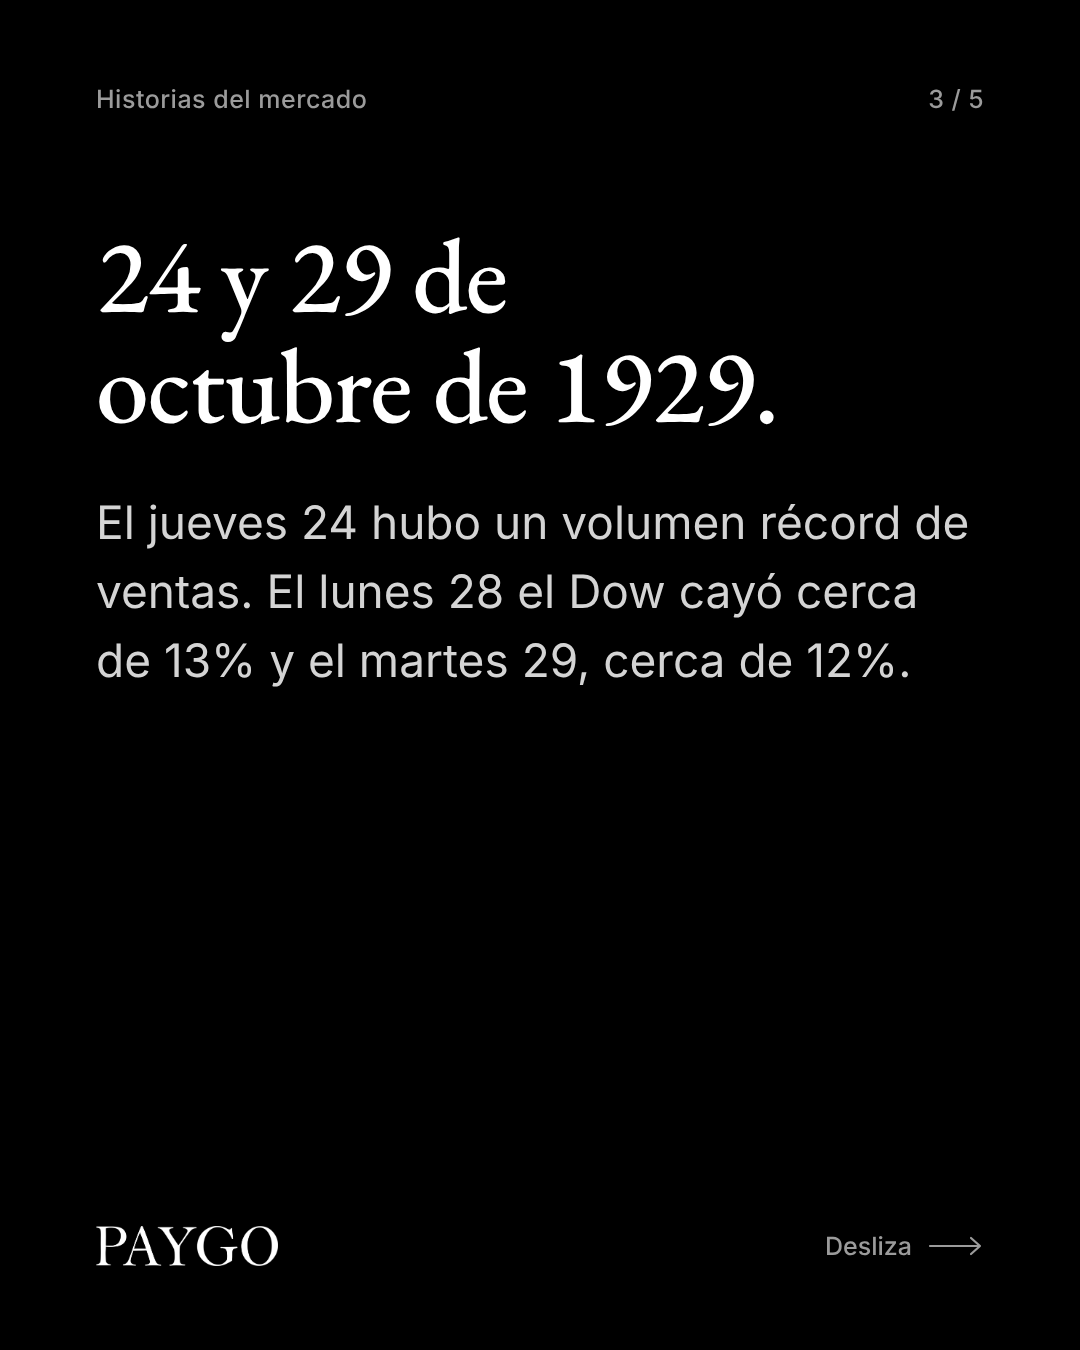 Historias del mercado
3 / 5
24 y 29 de
octubre de 1929.
El jueves 24 hubo un volumen récord de
ventas. El lunes 28 el Dow cayó cerca
de 13% y el martes 29, cerca de 12%.
PAYGO
Desliza